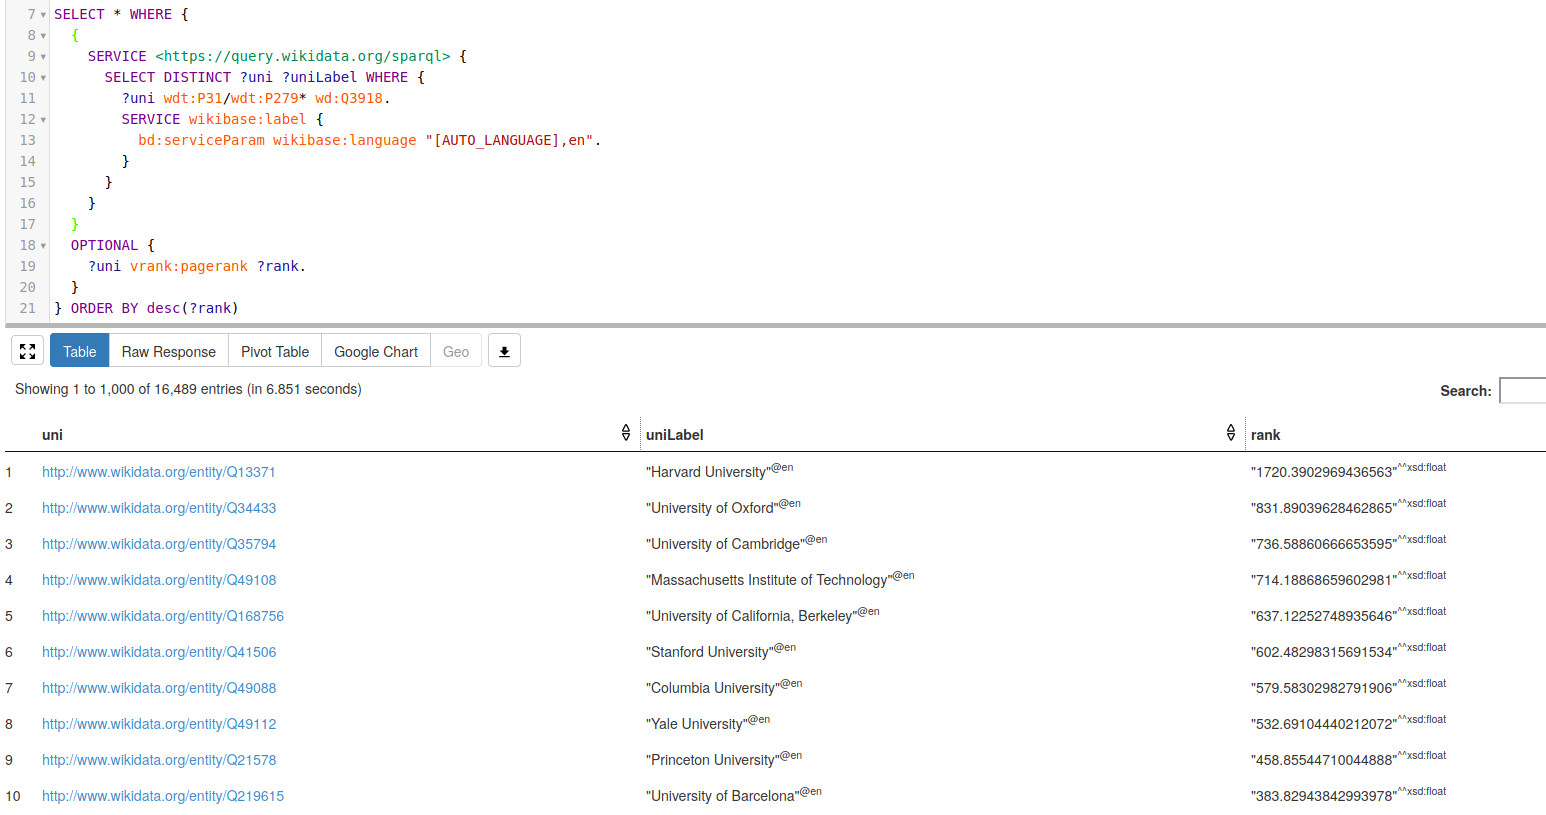 7 SELECT * WHERE {
8 {
9 SERVICE <https://query.wikidata.org/sparql> {
10 SELECT DISTINCT ?uni ?uniLabel WHERE {
11 ?uni wdt:P31/wdt:P279* wd:Q3918.
12 SERVICE wikibase:label {
13 bd:serviceParam wikibase:language "[AUTO_LANGUAGE],en".
14 }
15 }
16 }
17 }
18 OPTIONAL {
19 ?uni vrank:pagerank ?rank.
20 }
21 } ORDER BY desc(?rank)
Table Raw Response Pivot Table Google Chart Geo
Showing 1 to 1,000 of 16,489 entries (in 6.851 seconds) Search:
uni uniLabel rank
1 http://www.wikidata.org/entity/Q13371 "Harvard University"@en "1720.3902969436563"^^xsd:float
2 http://www.wikidata.org/entity/Q34433 "University of Oxford"@en "831.89039628462865"^^xsd:float
3 http://www.wikidata.org/entity/Q35794 "University of Cambridge"@en "736.58860666653595"^^xsd:float
4 http://www.wikidata.org/entity/Q49108 "Massachusetts Institute of Technology"@en "714.18868659602981"^^xsd:float
5 http://www.wikidata.org/entity/Q168756 "University of California, Berkeley"@en "637.12252748935646"^^xsd:float
6 http://www.wikidata.org/entity/Q41506 "Stanford University"@en "602.48298315691534"^^xsd:float
7 http://www.wikidata.org/entity/Q49088 "Columbia University"@en "579.58302982791906"^^xsd:float
8 http://www.wikidata.org/entity/Q49112 "Yale University"@en "532.69104440212072"^^xsd:float
9 http://www.wikidata.org/entity/Q21578 "Princeton University"@en "458.85544710044888"^^xsd:float
10 http://www.wikidata.org/entity/Q219615 "University of Barcelona"@en "383.82943842993978"^^xsd:float